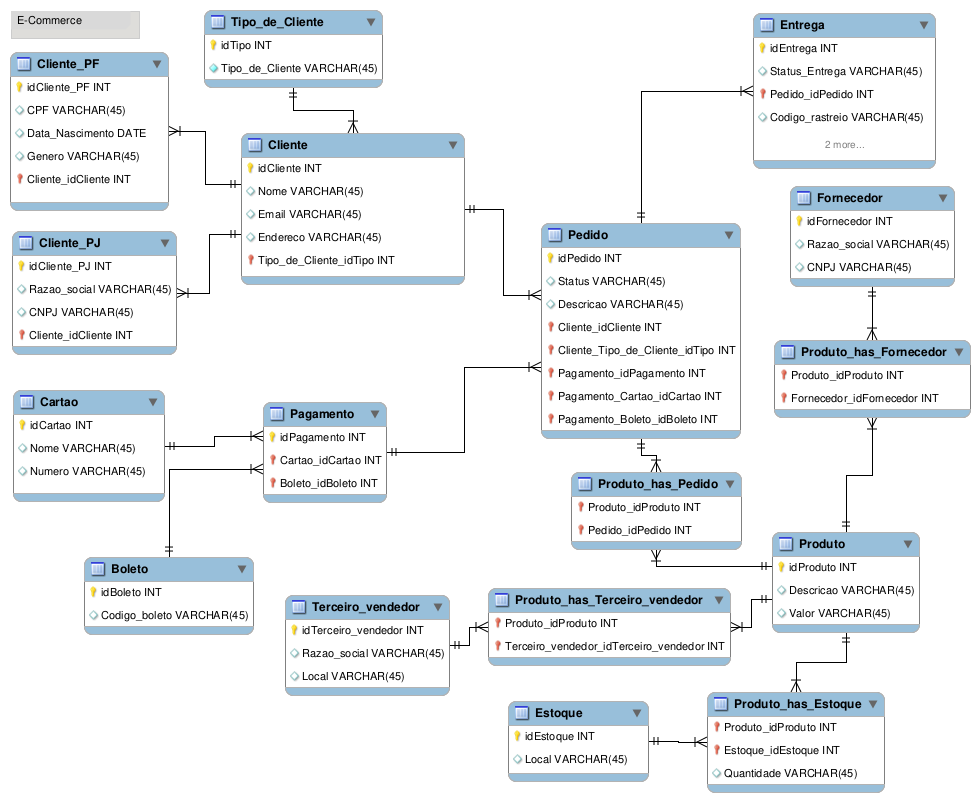 E-Commerce
Tipo_de_Cliente
idTipo INT
Tipo_de_Cliente VARCHAR(45)
Entrega
idEntrega INT
Status_Entrega VARCHAR(45)
Pedido_idPedido INT
Codigo_rastreio VARCHAR(45)
2 more...
Cliente_PF
idCliente_PF INT
CPF VARCHAR(45)
Data_Nascimento DATE
Genero VARCHAR(45)
Cliente_idCliente INT
Cliente
idCliente INT
Nome VARCHAR(45)
Email VARCHAR(45)
Endereco VARCHAR(45)
Tipo_de_Cliente_idTipo INT
Fornecedor
idFornecedor INT
Razao_social VARCHAR(45)
CNPJ VARCHAR(45)
Cliente_PJ
idCliente_PJ INT
Razao_social VARCHAR(45)
CNPJ VARCHAR(45)
Cliente_idCliente INT
Pedido
idPedido INT
Status VARCHAR(45)
Descricao VARCHAR(45)
Cliente_idCliente INT
Cliente_Tipo_de_Cliente_idTipo INT
Pagamento_idPagamento INT
Pagamento_Cartao_idCartao INT
Pagamento_Boleto_idBoleto INT
Produto_has_Fornecedor
Produto_idProduto INT
Fornecedor_idFornecedor INT
Cartao
idCartao INT
Nome VARCHAR(45)
Numero VARCHAR(45)
Pagamento
idPagamento INT
Cartao_idCartao INT
Boleto_idBoleto INT
Produto_has_Pedido
Produto_idProduto INT
Pedido_idPedido INT
Produto
idProduto INT
Descricao VARCHAR(45)
Valor VARCHAR(45)
Boleto
idBoleto INT
Codigo_boleto VARCHAR(45)
Terceiro_vendedor
idTerceiro_vendedor INT
Razao_social VARCHAR(45)
Local VARCHAR(45)
Produto_has_Terceiro_vendedor
Produto_idProduto INT
Terceiro_vendedor_idTerceiro_vendedor INT
Estoque
idEstoque INT
Local VARCHAR(45)
Produto_has_Estoque
Produto_idProduto INT
Estoque_idEstoque INT
Quantidade VARCHAR(45)